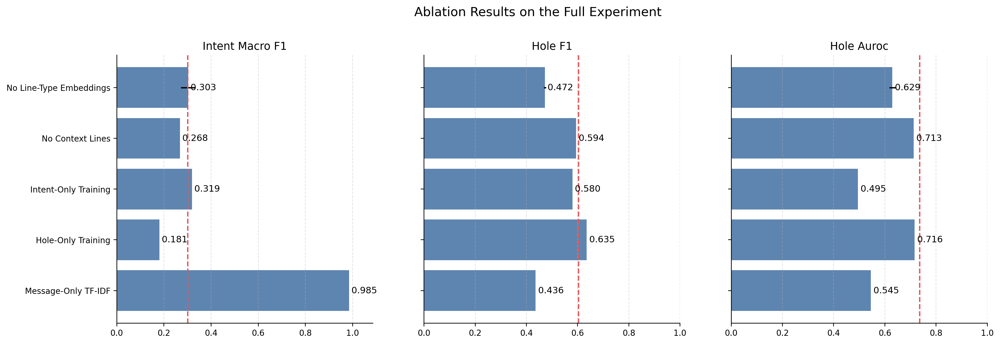 Ablation Results on the Full Experiment
Intent Macro F1
Hole F1
Hole Auroc
No Line-Type Embeddings
0.303
0.472
0.629
No Context Lines
0.268
0.594
0.713
Intent-Only Training
0.319
0.580
0.495
Hole-Only Training
0.181
0.635
0.716
Message-Only TF-IDF
0.985
0.436
0.545
0.0 0.2 0.4 0.6 0.8 1.0
0.0 0.2 0.4 0.6 0.8 1.0
0.0 0.2 0.4 0.6 0.8 1.0